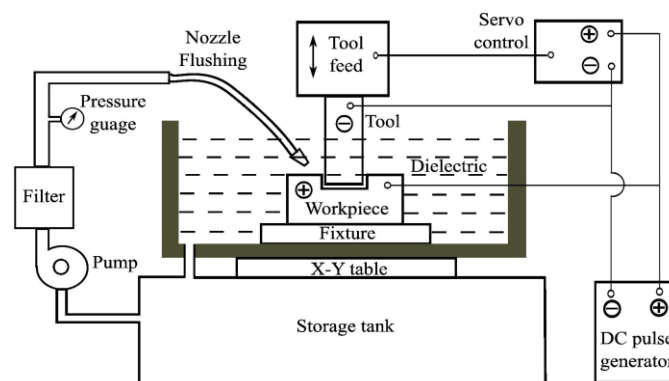 Nozzle
Flushing
Tool
feed
Servo
control
⊕
⊖
Pressure
guage
⊖
Tool
Dielectric
Filter
⊕
Workpiece
Fixture
Pump
X-Y table
Storage tank
⊖ ⊕
DC pulse
generator